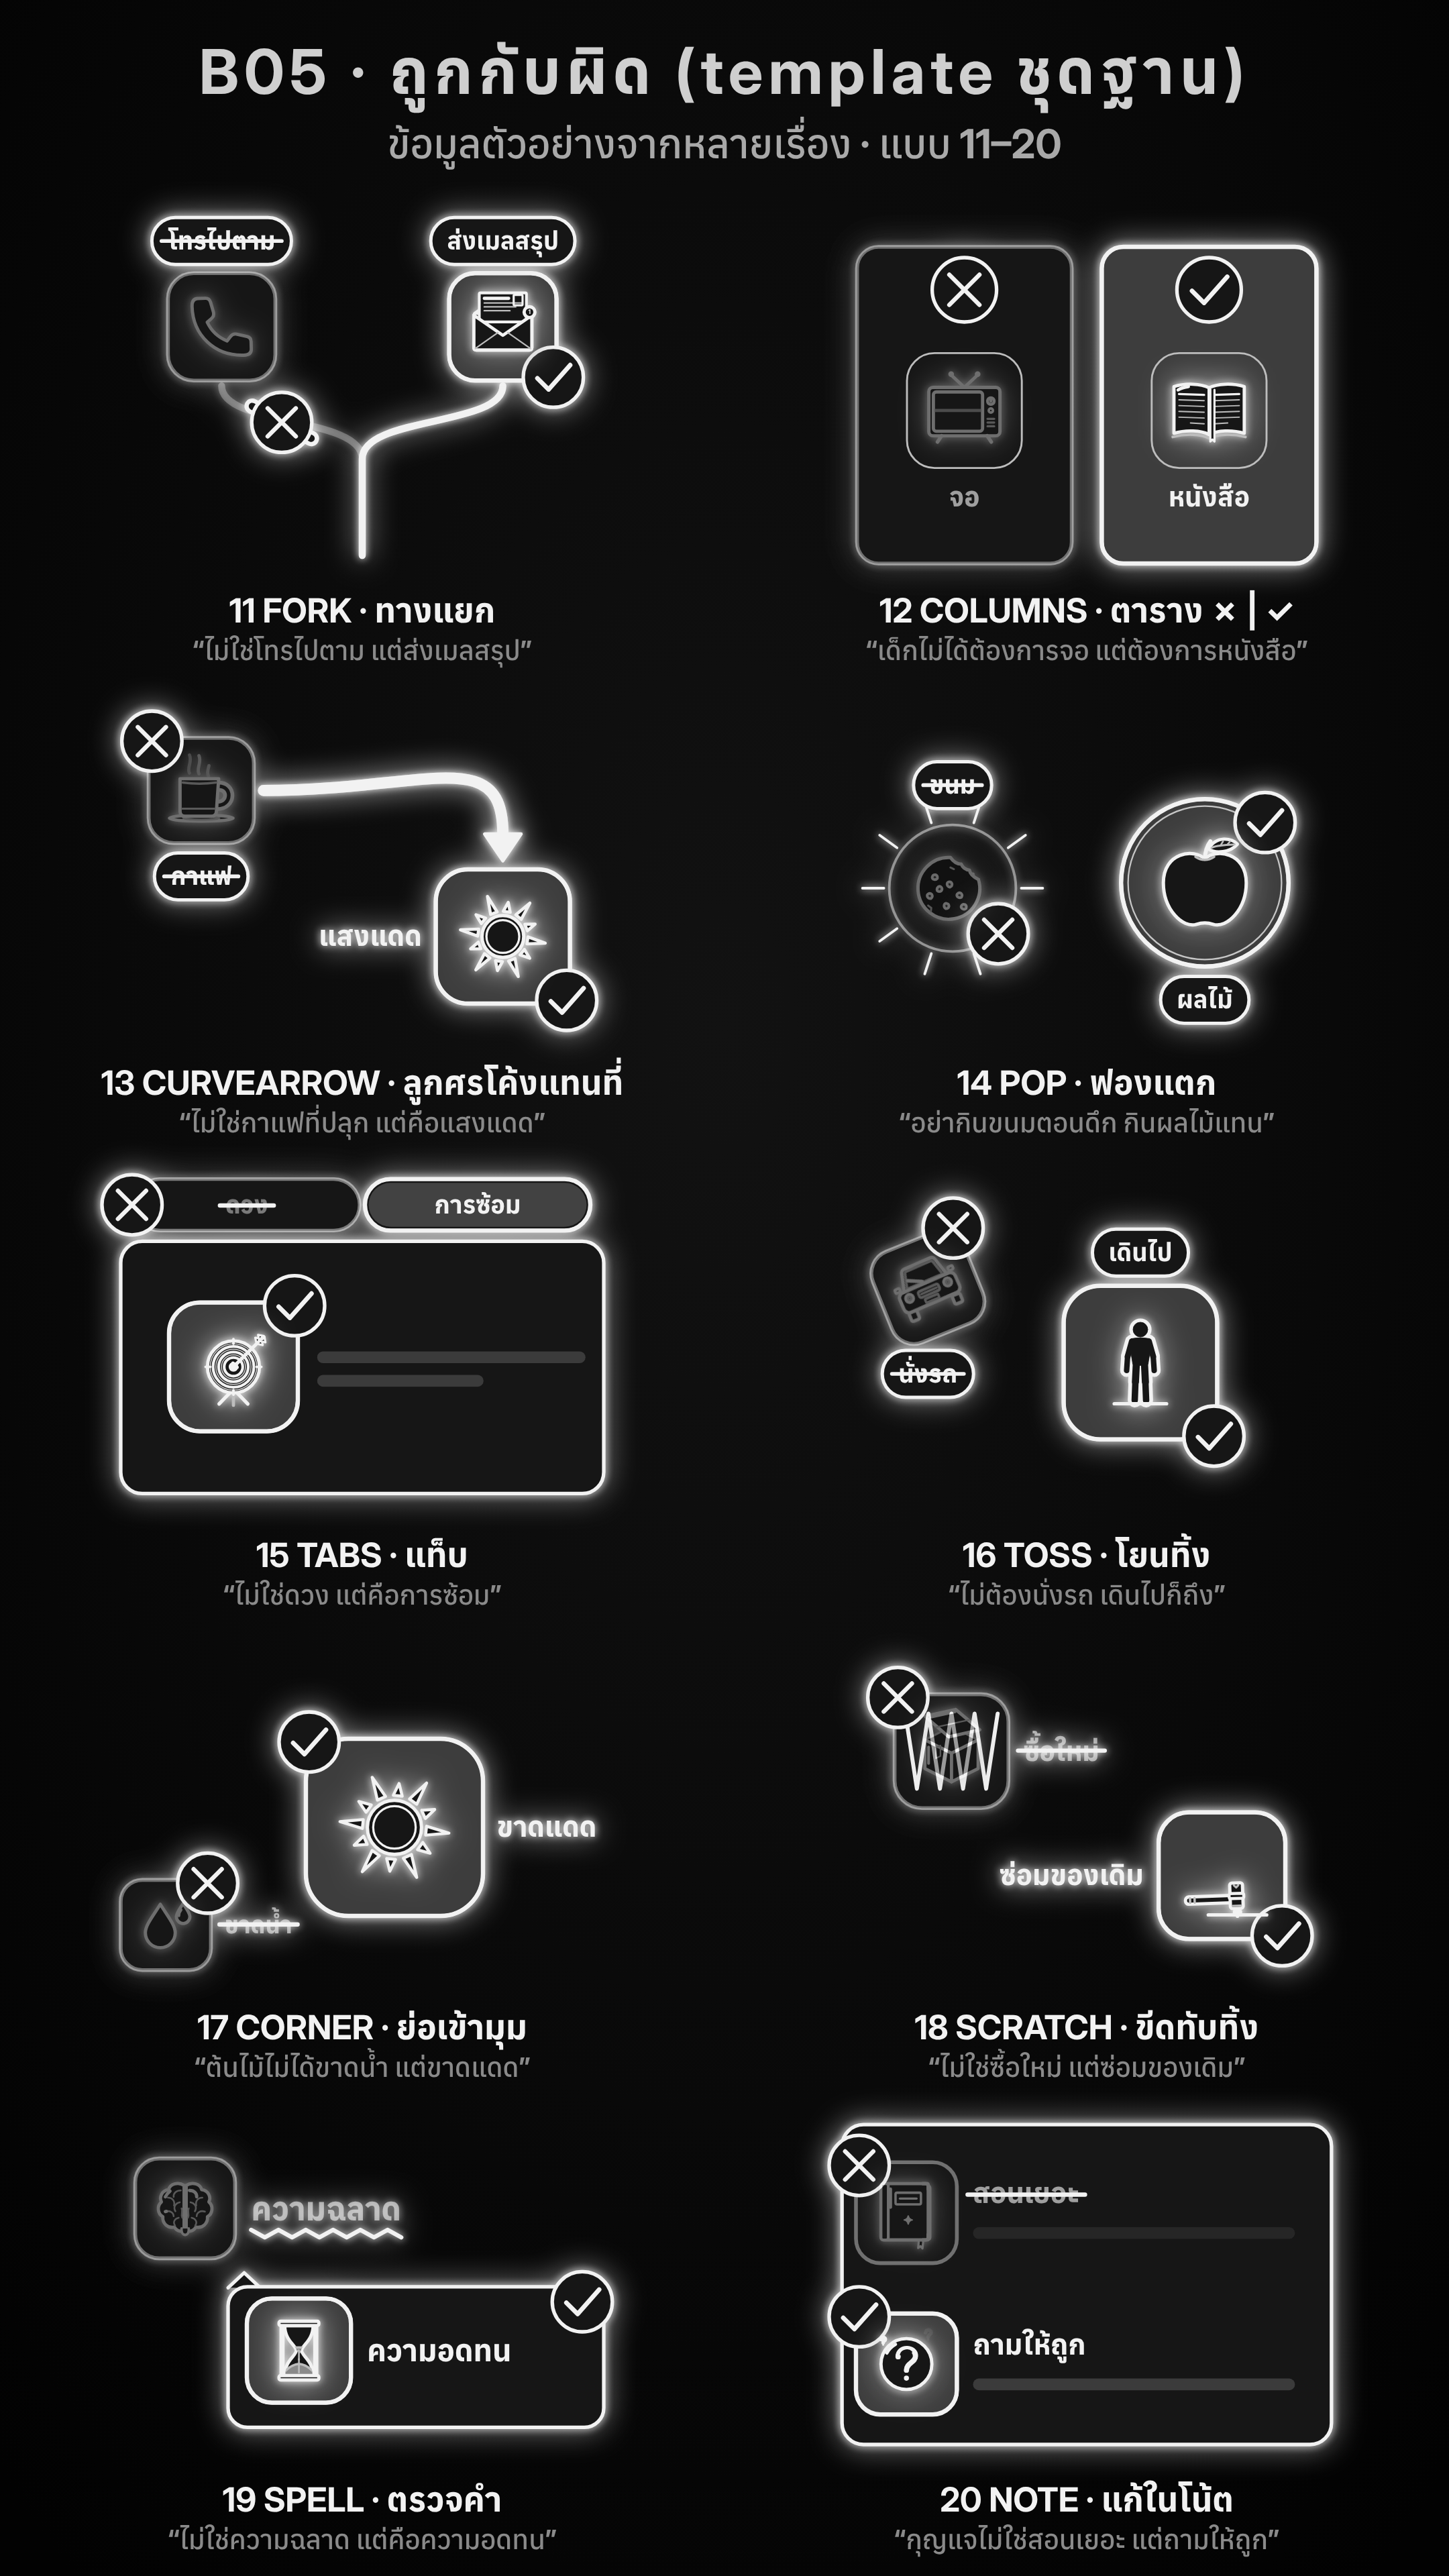 B05 · ถูกกับผิด (template ชุดฐาน)
ข้อมูลตัวอย่างจากหลายเรื่อง · แบบ 11–20
โทรไปตาม
ส่งเมลสรุป
จอ
หนังสือ
11 FORK · ทางแยก
“ไม่ใช่โทรไปตาม แต่ส่งเมลสรุป”
12 COLUMNS · ตาราง × | ✓
“เด็กไม่ได้ต้องการจอ แต่ต้องการหนังสือ”
กาแฟ
แสงแดด
ขนม
ผลไม้
13 CURVEARROW · ลูกศรโค้งแทนที่
“ไม่ใช่กาแฟที่ปลุก แต่คือแสงแดด”
14 POP · ฟองแตก
“อย่ากินขนมตอนดึก กินผลไม้แทน”
ดวง
การซ้อม
นั่งรถ
เดินไป
15 TABS · แท็บ
“ไม่ใช่ดวง แต่คือการซ้อม”
16 TOSS · โยนทิ้ง
“ไม่ต้องนั่งรถ เดินไปก็ถึง”
ขาดน้ำ
ขาดแดด
ซื้อใหม่
ซ่อมของเดิม
17 CORNER · ย่อเข้ามุม
“ต้นไม้ไม่ได้ขาดน้ำ แต่ขาดแดด”
18 SCRATCH · ขีดทับทิ้ง
“ไม่ใช่ซื้อใหม่ แต่ซ่อมของเดิม”
ความฉลาด
ความอดทน
สอนเยอะ
?
ถามให้ถูก
19 SPELL · ตรวจคำ
“ไม่ใช่ความฉลาด แต่คือความอดทน”
20 NOTE · แก้ในโน้ต
“กุญแจไม่ใช่สอนเยอะ แต่ถามให้ถูก”